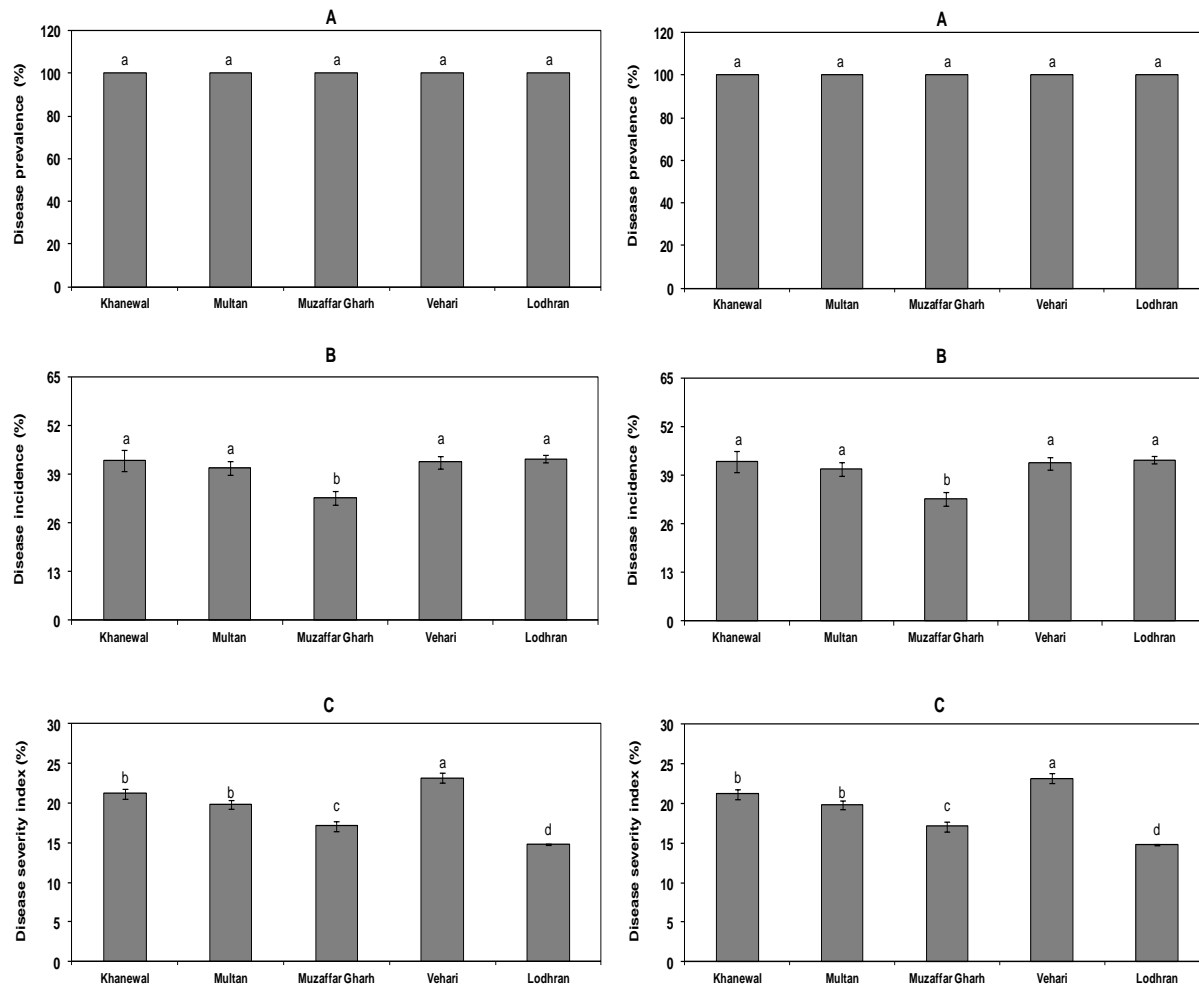 A
Disease prevalence (%)
120
100
80
60
40
20
0
a a a a a
Khanewal Multan Muzaffar Gharh Vehari Lodhran
A
Disease prevalence (%)
120
100
80
60
40
20
0
a a a a a
Khanewal Multan Muzaffar Gharh Vehari Lodhran
B
Disease incidence (%)
65
52
39
26
13
0
a a b a a
Khanewal Multan Muzaffar Gharh Vehari Lodhran
B
Disease incidence (%)
65
52
39
26
13
0
a a b a a
Khanewal Multan Muzaffar Gharh Vehari Lodhran
C
Disease severity index (%)
30
25
20
15
10
5
0
b b c a d
Khanewal Multan Muzaffar Gharh Vehari Lodhran
C
Disease severity index (%)
30
25
20
15
10
5
0
b b c a d
Khanewal Multan Muzaffar Gharh Vehari Lodhran